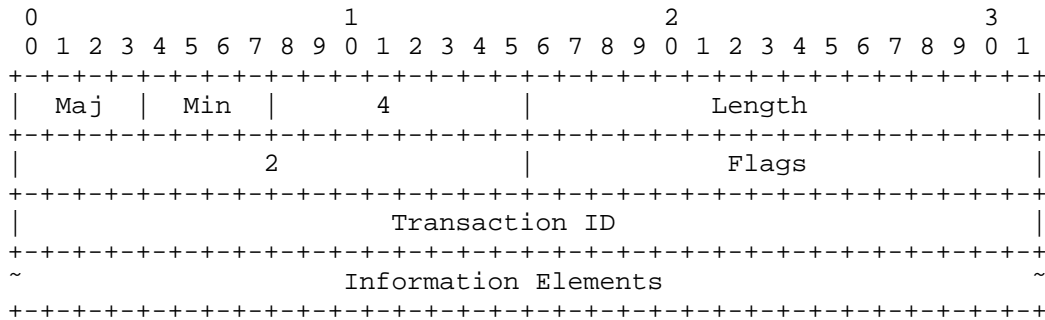 0                   1                   2                   3
 0 1 2 3 4 5 6 7 8 9 0 1 2 3 4 5 6 7 8 9 0 1 2 3 4 5 6 7 8 9 0 1
+-+-+-+-+-+-+-+-+-+-+-+-+-+-+-+-+-+-+-+-+-+-+-+-+-+-+-+-+-+-+-+-+
|  Maj  |  Min  |       4       |            Length             |
+-+-+-+-+-+-+-+-+-+-+-+-+-+-+-+-+-+-+-+-+-+-+-+-+-+-+-+-+-+-+-+-+
|               2               |             Flags             |
+-+-+-+-+-+-+-+-+-+-+-+-+-+-+-+-+-+-+-+-+-+-+-+-+-+-+-+-+-+-+-+-+
|                       Transaction ID                          |
+-+-+-+-+-+-+-+-+-+-+-+-+-+-+-+-+-+-+-+-+-+-+-+-+-+-+-+-+-+-+-+-+
~                    Information Elements                       ~
+-+-+-+-+-+-+-+-+-+-+-+-+-+-+-+-+-+-+-+-+-+-+-+-+-+-+-+-+-+-+-+-+